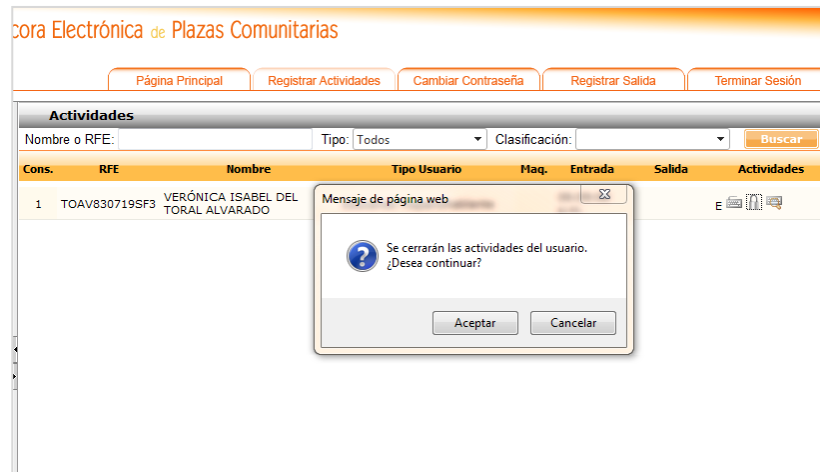 cora Electrónica de Plazas Comunitarias
Página Principal Registrar Actividades Cambiar Contraseña Registrar Salida Terminar Sesión
Actividades
Nombre o RFE: Tipo: Todos Clasificación: Buscar
Cons. RFE Nombre Tipo Usuario Maq. Entrada Salida Actividades
1 TOAV830719SF3 VERÓNICA ISABEL DEL TORAL ALVARADO E
Mensaje de página web
Se cerrarán las actividades del usuario.
¿Desea continuar?
Aceptar Cancelar